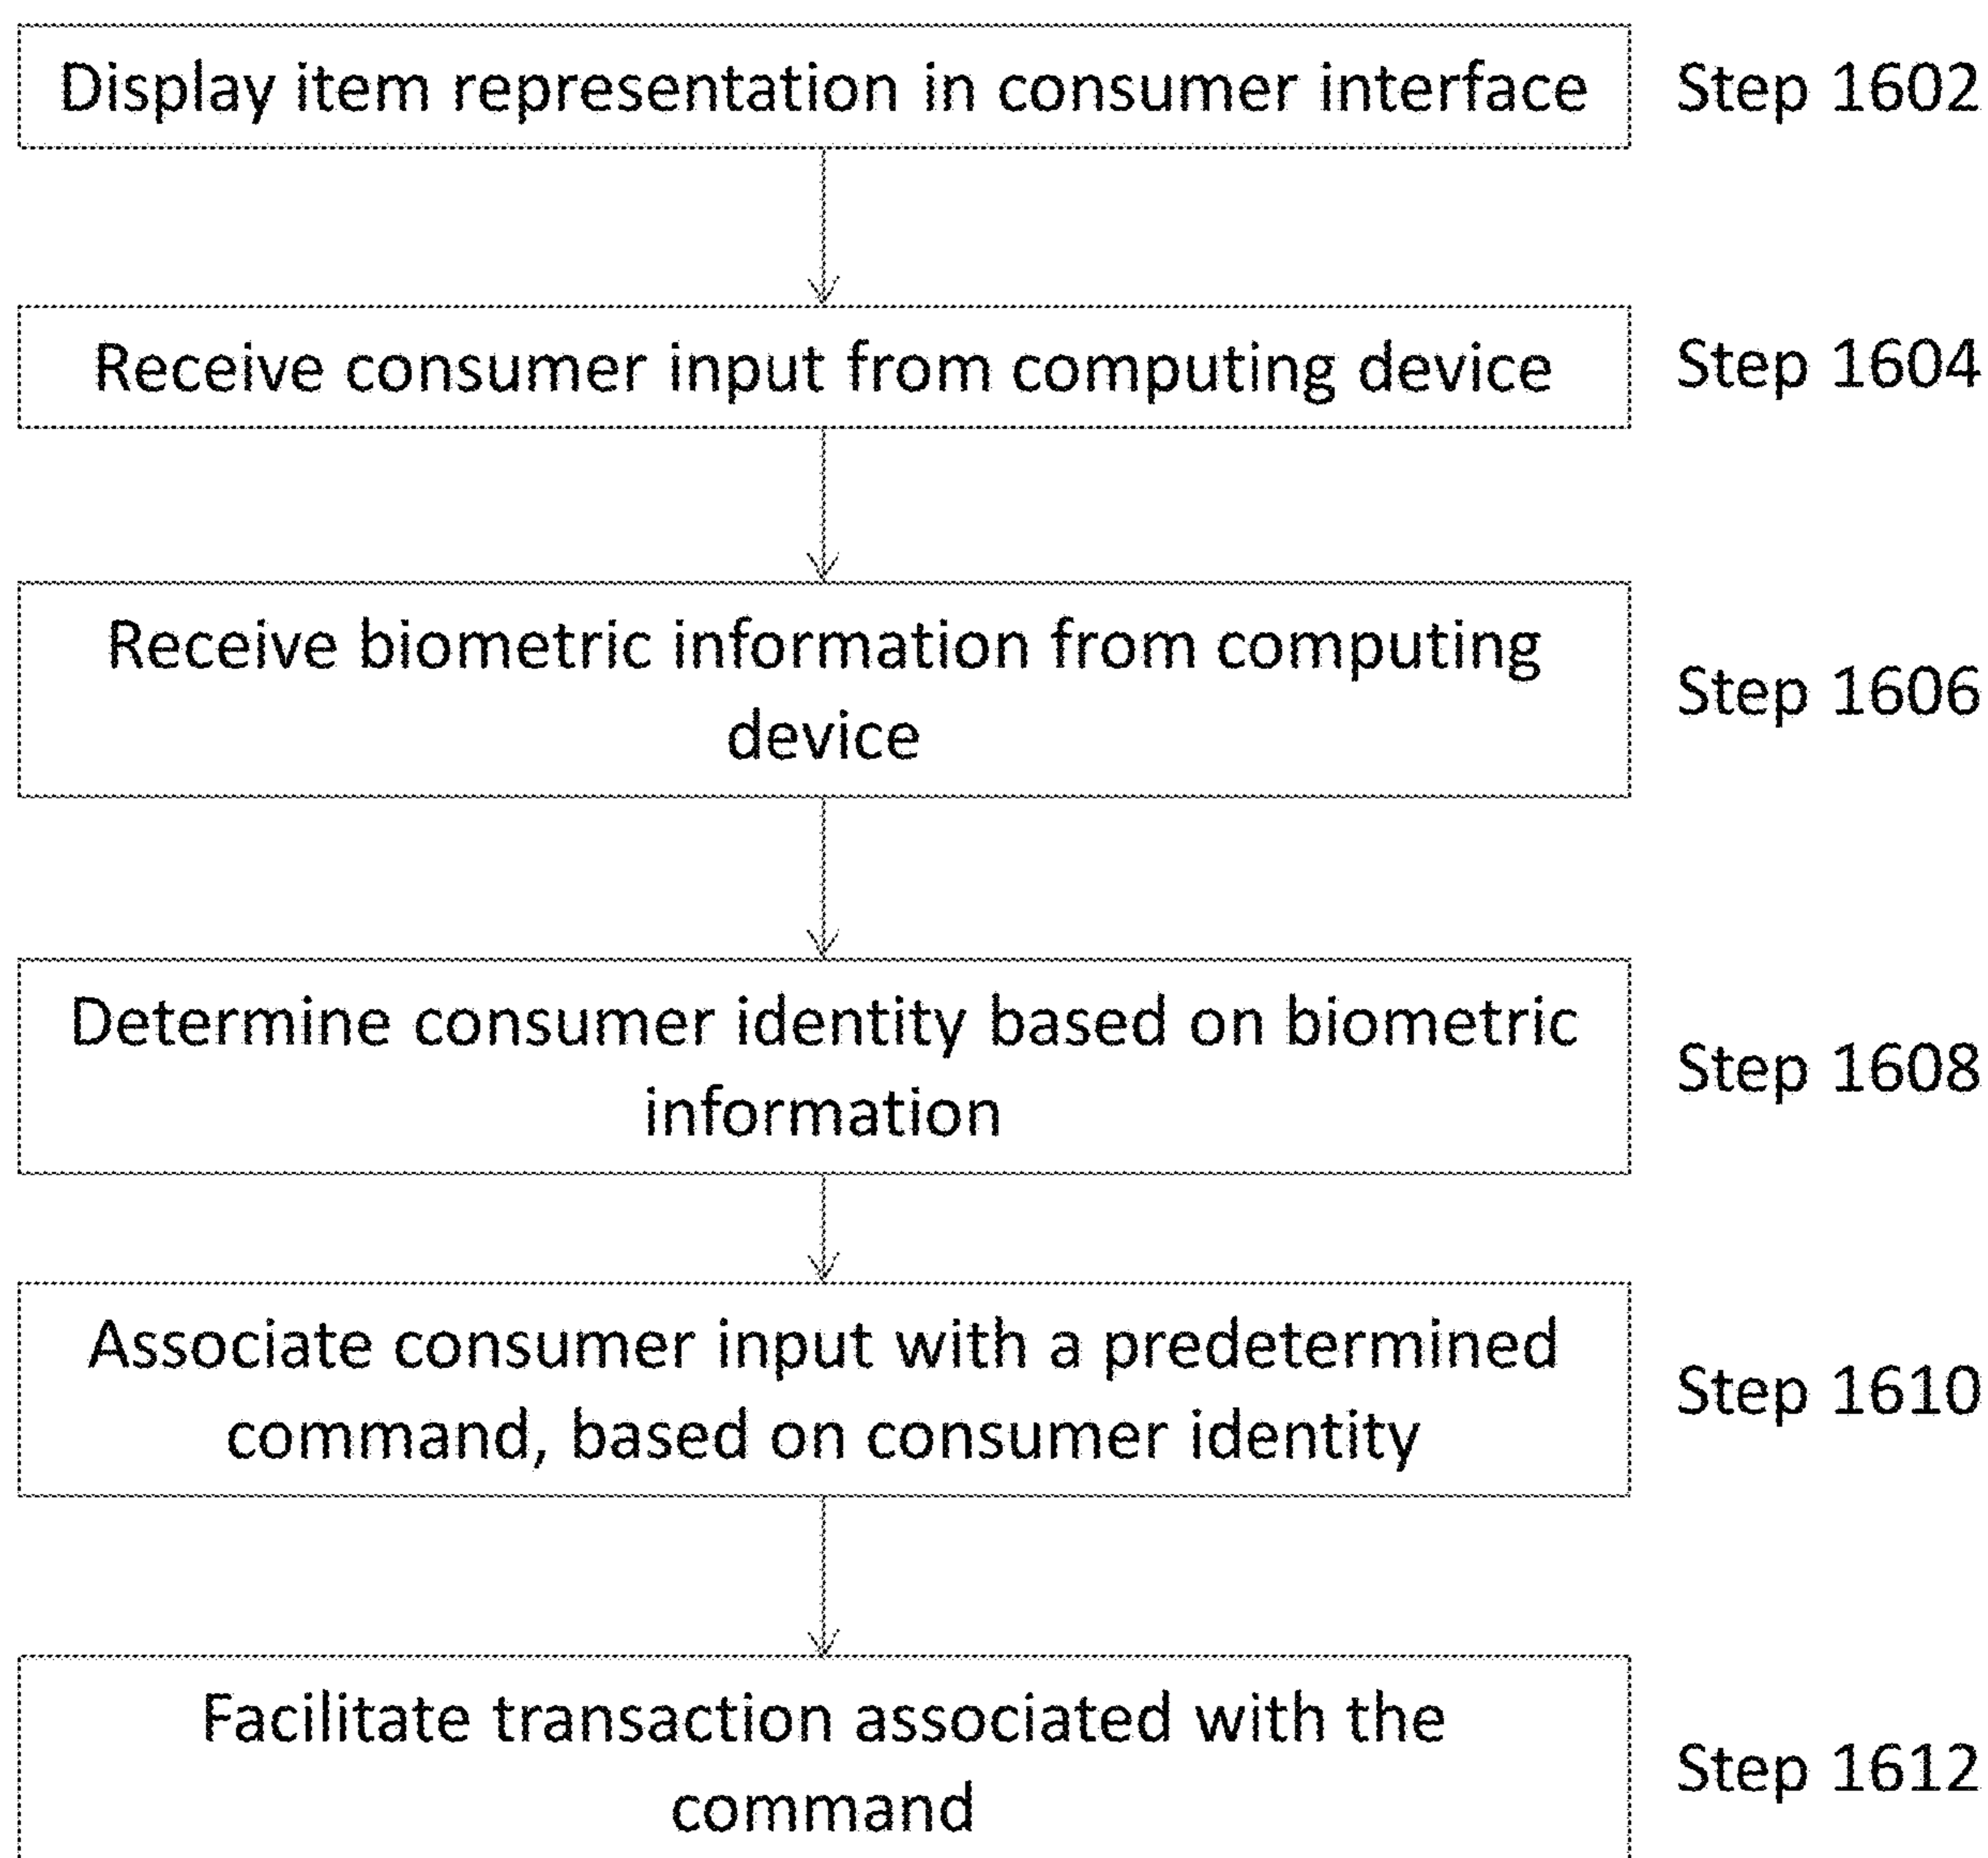 Display item representation in consumer interface
Step 1602
Receive consumer input from computing device
Step 1604
Receive biometric information from computing
device
Step 1606
Determine consumer identity based on biometric
information
Step 1608
Associate consumer input with a predetermined
command, based on consumer identity
Step 1610
Facilitate transaction associated with the
command
Step 1612